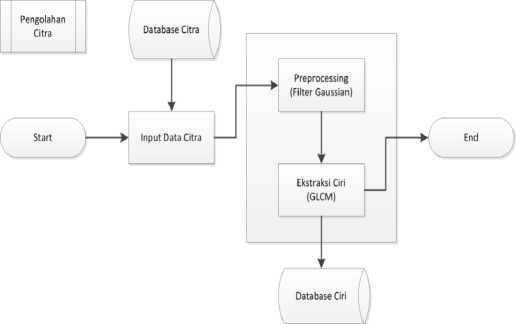 Pengolahan
Citra
Database Citra
Preprocessing
(Filter Gaussian)
Start
Input Data Citra
End
Ekstraksi Ciri
(GLCM)
Database Ciri